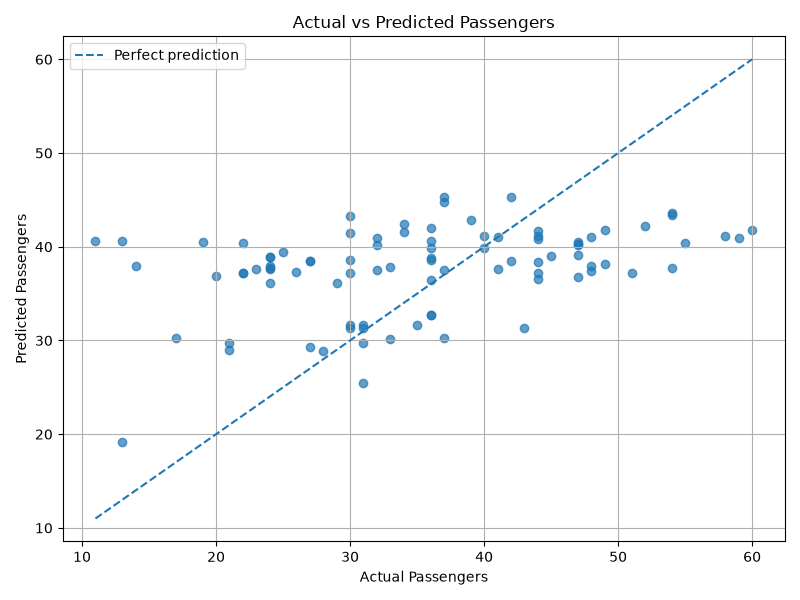 Actual vs Predicted Passengers
Perfect prediction
Predicted Passengers
60
50
40
30
20
10
10 20 30 40 50 60
Actual Passengers